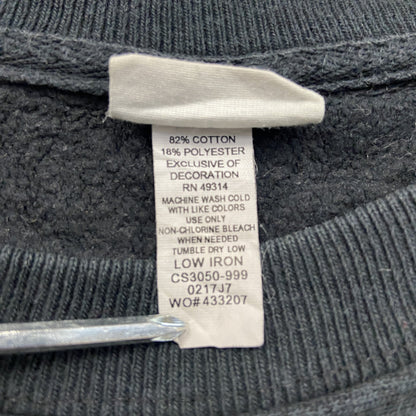 82% COTTON
18% POLYESTER
EXCLUSIVE OF
DECORATION
RN 49314
MACHINE WASH COLD
WITH LIKE COLORS
USE ONLY
NON-CHLORINE BLEACH
WHEN NEEDED
TUMBLE DRY LOW
LOW IRON
CS3050-999
0217J7
WO# 433207